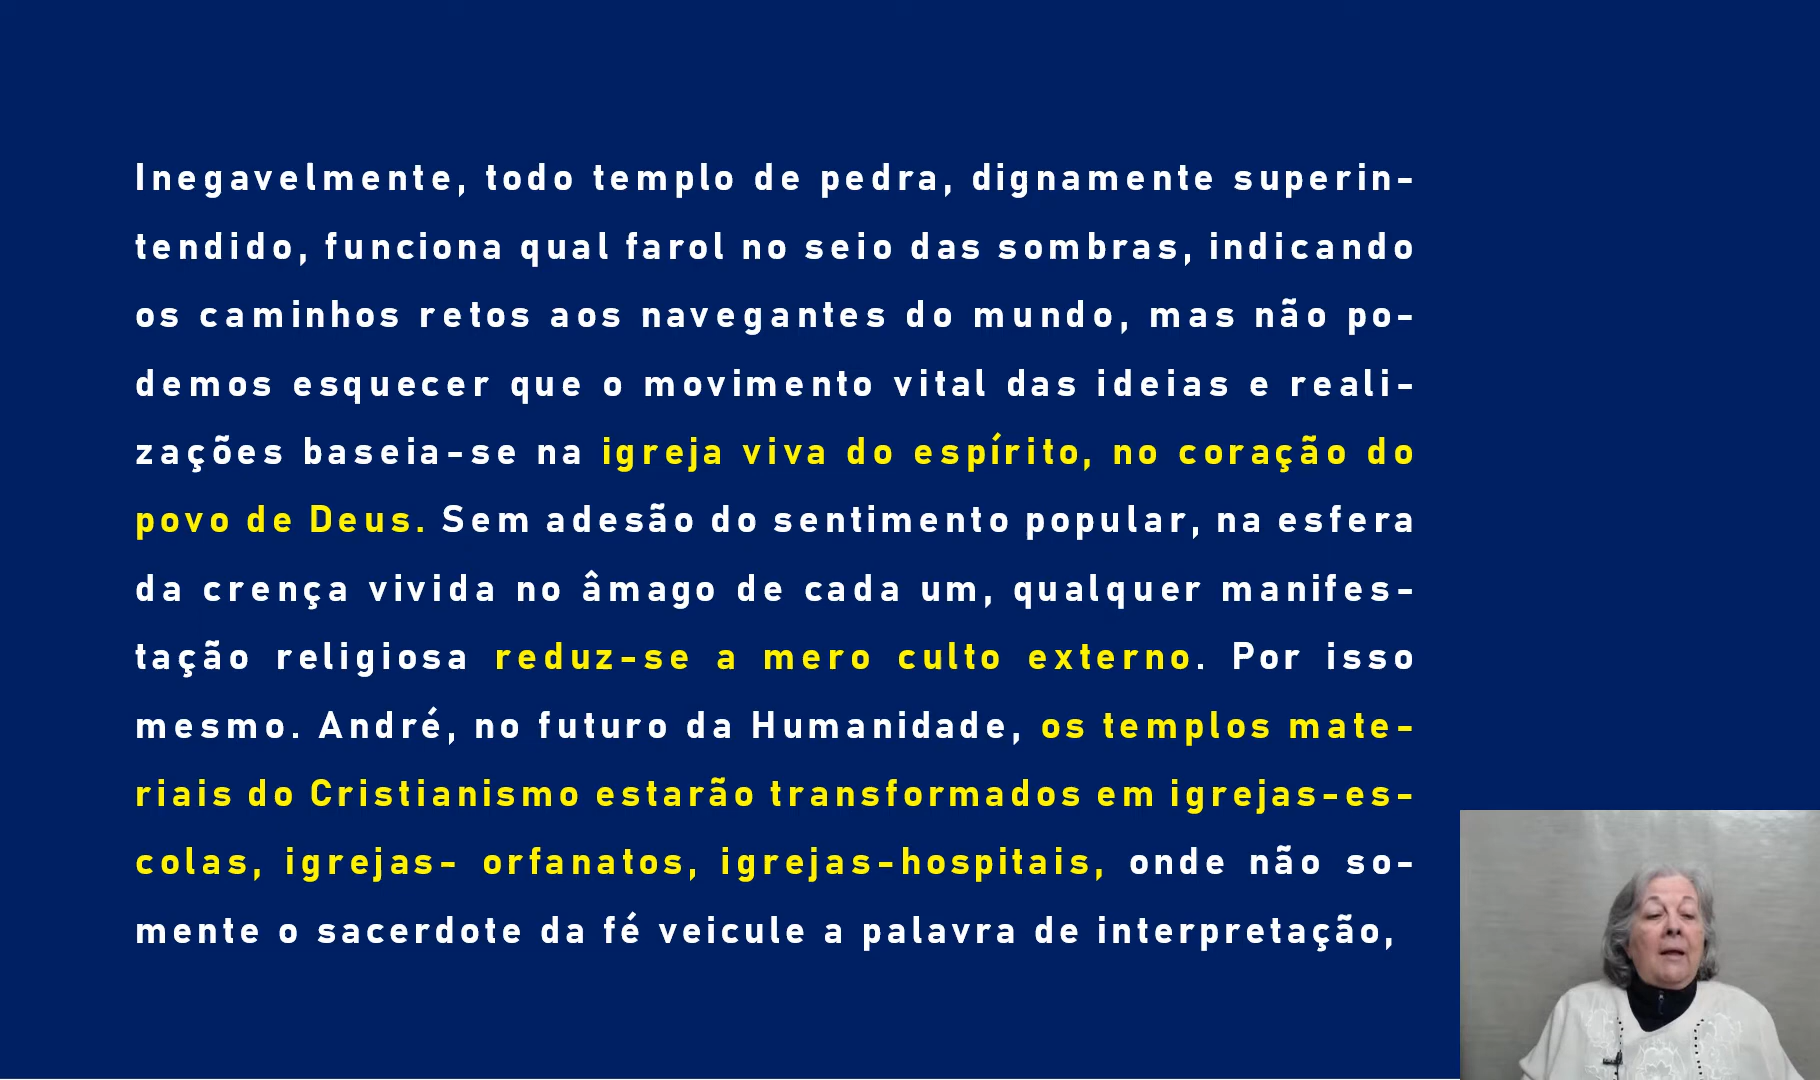 Inegavelmente, todo templo de pedra, dignamente superin-
tendido, funciona qual farol no seio das sombras, indicando
os caminhos retos aos navegantes do mundo, mas não po-
demos esquecer que o movimento vital das ideias e reali-
zações baseia-se na igreja viva do espírito, no coração do
povo de Deus. Sem adesão do sentimento popular, na esfera
da crença vivida no âmago de cada um, qualquer manifes-
tação religiosa reduz-se a mero culto externo. Por isso
mesmo. André, no futuro da Humanidade, os templos mate-
riais do Cristianismo estarão transformados em igrejas-es-
colas, igrejas- orfanatos, igrejas-hospitais, onde não so-
mente o sacerdote da fé veicule a palavra de interpretação,